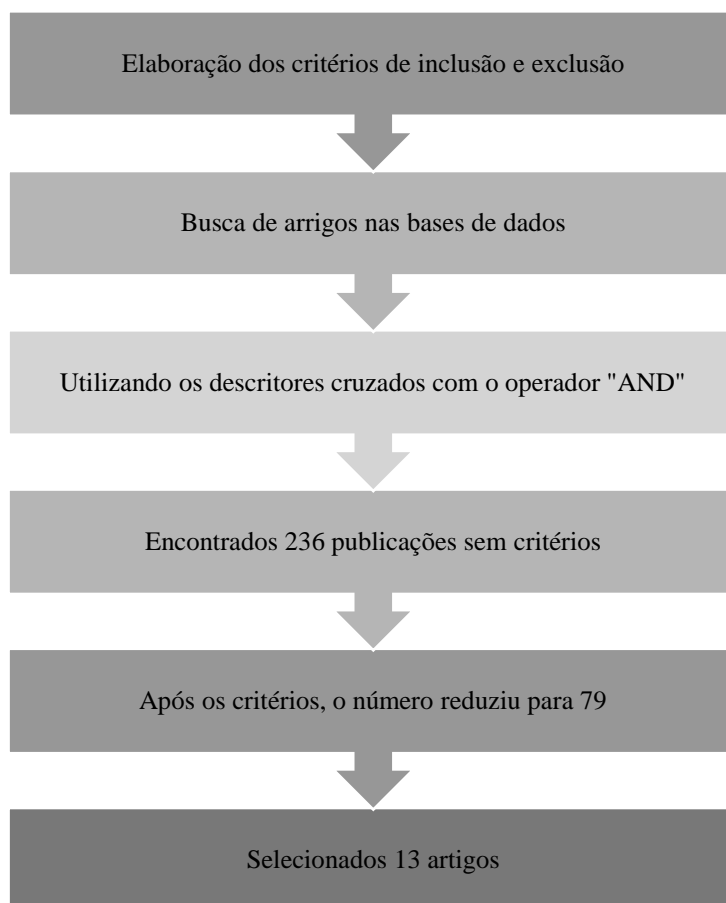 Elaboração dos critérios de inclusão e exclusão
Busca de arrigos nas bases de dados
Utilizando os descritores cruzados com o operador "AND"
Encontrados 236 publicações sem critérios
Após os critérios, o número reduziu para 79
Selecionados 13 artigos